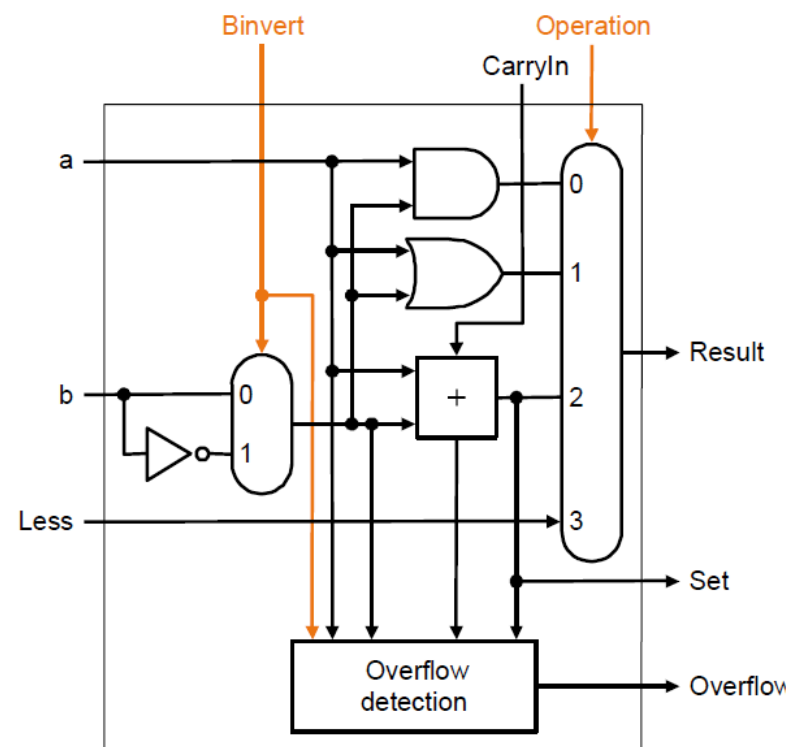 Binvert
Operation
CarryIn
a
0
1
Result
b
0
+
2
1
Less
3
Set
Overflow
detection
Overflow